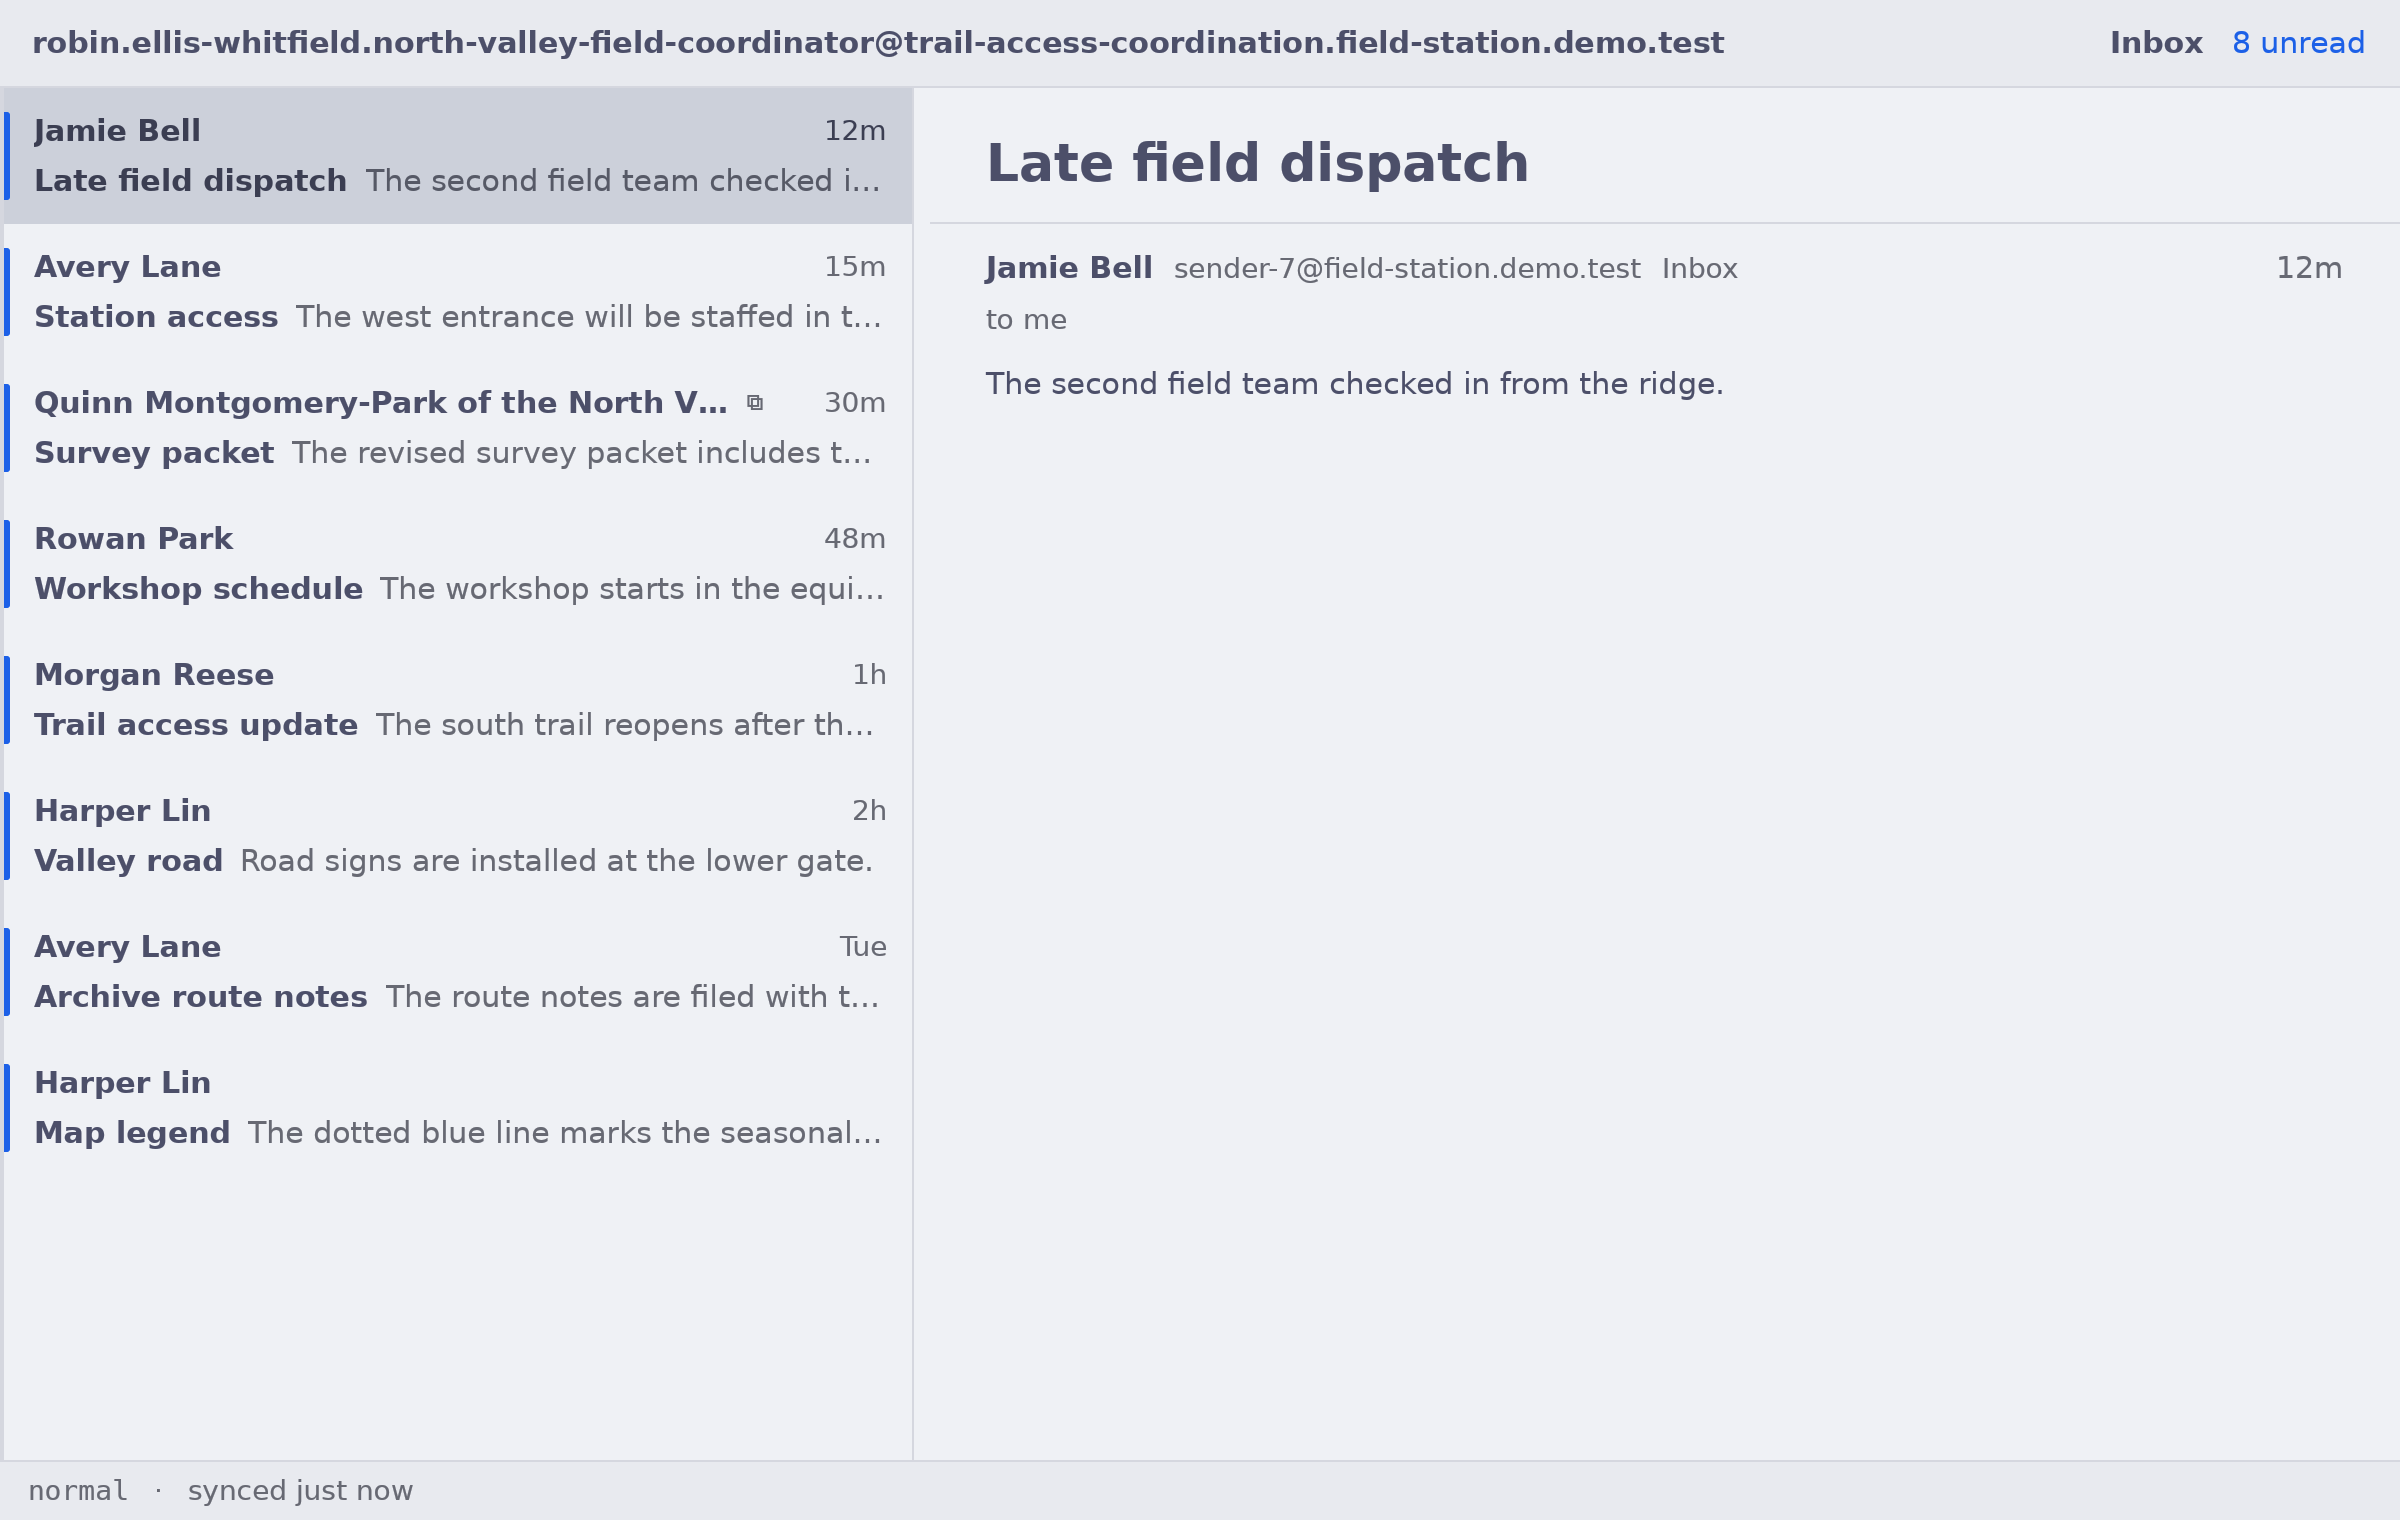 robin.ellis-whitfield.north-valley-field-coordinator@trail-access-coordination.field-station.demo.test Inbox 8 unread
Jamie Bell 12m
Late field dispatch The second field team checked i…
Avery Lane 15m
Station access The west entrance will be staffed in t…
Quinn Montgomery-Park of the North V… ⧉ 30m
Survey packet The revised survey packet includes t…
Rowan Park 48m
Workshop schedule The workshop starts in the equi…
Morgan Reese 1h
Trail access update The south trail reopens after th…
Harper Lin 2h
Valley road Road signs are installed at the lower gate.
Avery Lane Tue
Archive route notes The route notes are filed with t…
Harper Lin
Map legend The dotted blue line marks the seasonal…
Late field dispatch
Jamie Bell sender-7@field-station.demo.test Inbox 12m
to me
The second field team checked in from the ridge.
normal · synced just now